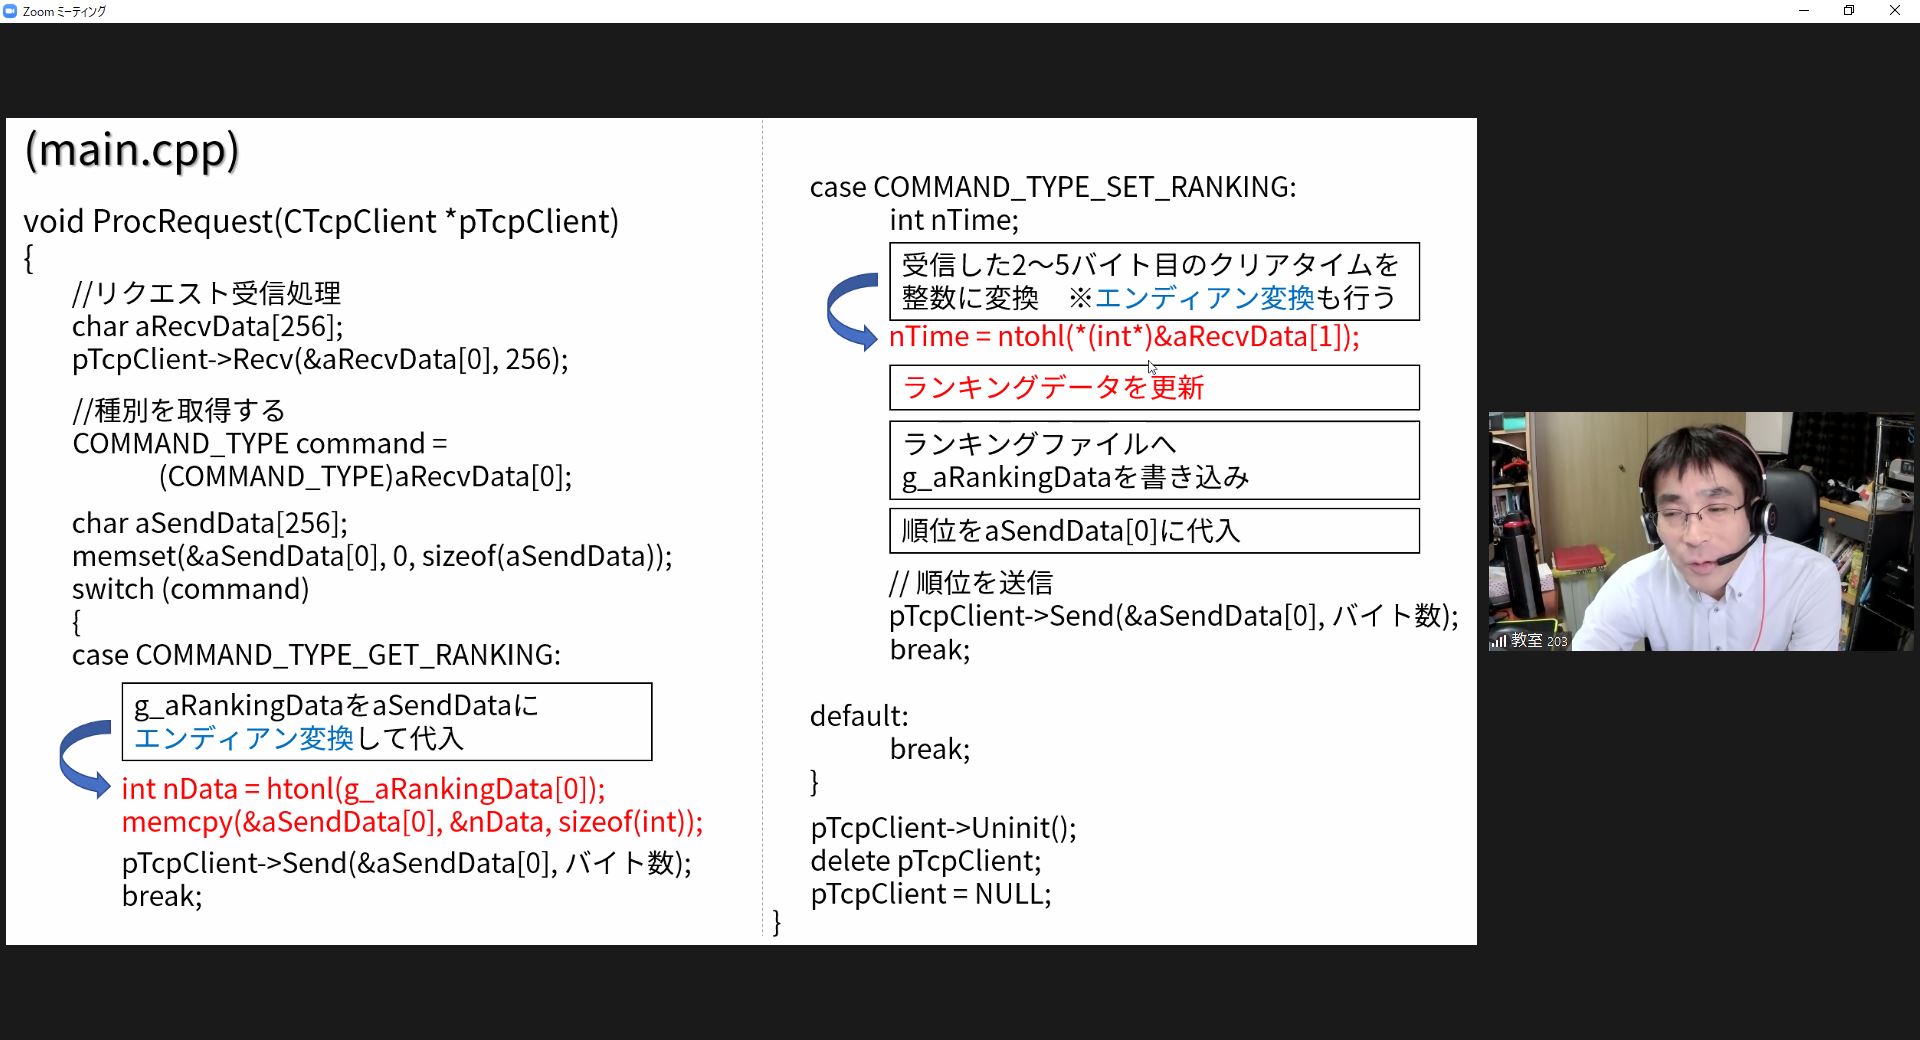 Zoom ミーティング
(main.cpp)
void ProcRequest(CTcpClient *pTcpClient)
{
//リクエスト受信処理
char aRecvData[256];
pTcpClient->Recv(&aRecvData[0], 256);
//種別を取得する
COMMAND_TYPE command =
(COMMAND_TYPE)aRecvData[0];
char aSendData[256];
memset(&aSendData[0], 0, sizeof(aSendData));
switch (command)
{
case COMMAND_TYPE_GET_RANKING:
g_aRankingDataをaSendDataに
エンディアン変換して代入
int nData = htonl(g_aRankingData[0]);
memcpy(&aSendData[0], &nData, sizeof(int));
pTcpClient->Send(&aSendData[0], バイト数);
break;
case COMMAND_TYPE_SET_RANKING:
int nTime;
受信した2～5バイト目のクリアタイムを
整数に変換　※エンディアン変換も行う
nTime = ntohl(*(int*)&aRecvData[1]);
ランキングデータを更新
ランキングファイルへ
g_aRankingDataを書き込み
順位をaSendData[0]に代入
// 順位を送信
pTcpClient->Send(&aSendData[0], バイト数);
break;
default:
break;
}
pTcpClient->Uninit();
delete pTcpClient;
pTcpClient = NULL;
}
教室 203